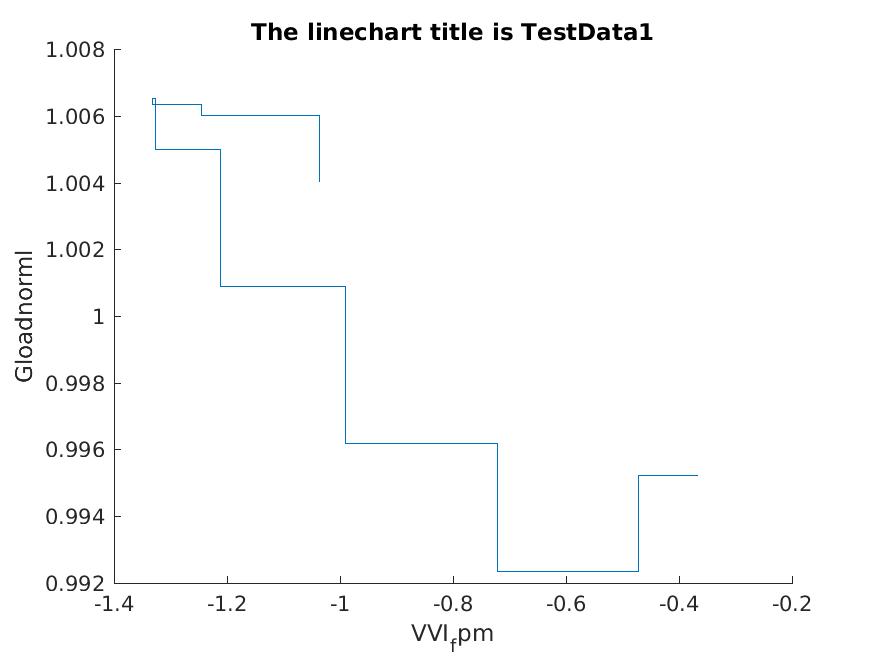 The linechart title is TestData1
1.008
1.006
1.004
1.002
1
0.998
0.996
0.994
0.992
Gloadnorml
-1.4 -1.2 -1 -0.8 -0.6 -0.4 -0.2
VVIfpm